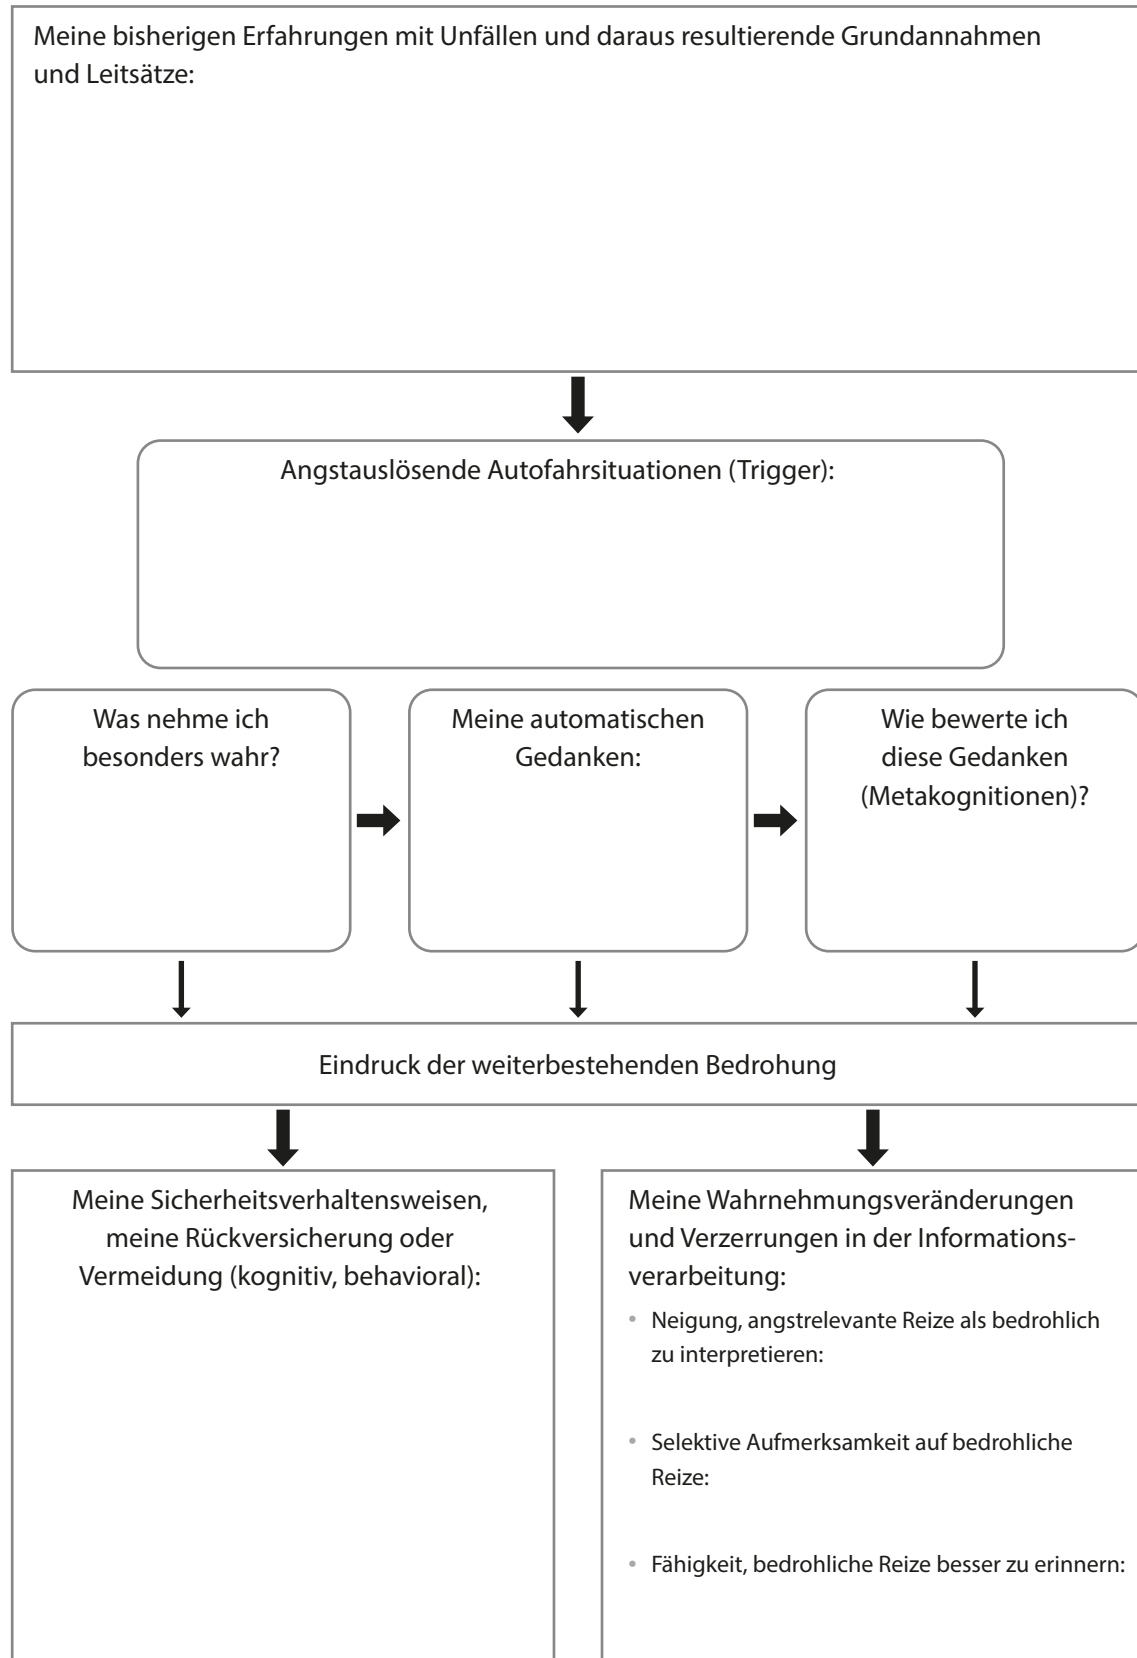 Meine bisherigen Erfahrungen mit Unfällen und daraus resultierende Grundannahmen
und Leitsätze:
Angstauslösende Autofahrsituationen (Trigger):
Was nehme ich
besonders wahr?
Meine automatischen
Gedanken:
Wie bewerte ich
diese Gedanken
(Metakognitionen)?
Eindruck der weiterbestehenden Bedrohung
Meine Sicherheitsverhaltensweisen,
meine Rückversicherung oder
Vermeidung (kognitiv, behavioral):
Meine Wahrnehmungsveränderungen
und Verzerrungen in der Informations-
verarbeitung:
• Neigung, angstrelevante Reize als bedrohlich
zu interpretieren:
• Selektive Aufmerksamkeit auf bedrohliche
Reize:
• Fähigkeit, bedrohliche Reize besser zu erinnern: